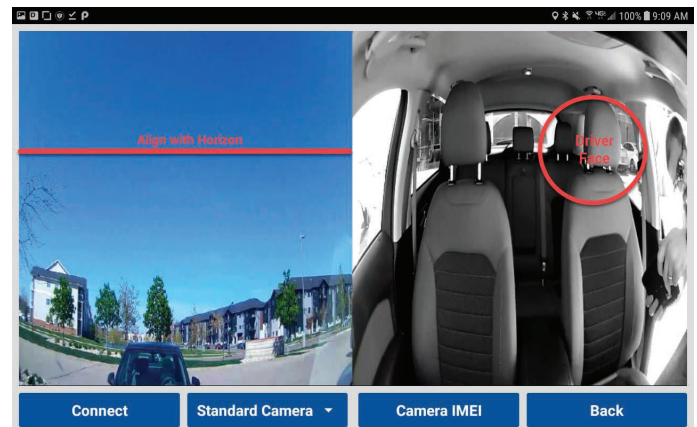 100% 9:09 AM
Align with Horizon
Driver
Face
Connect
Standard Camera
Camera IMEI
Back